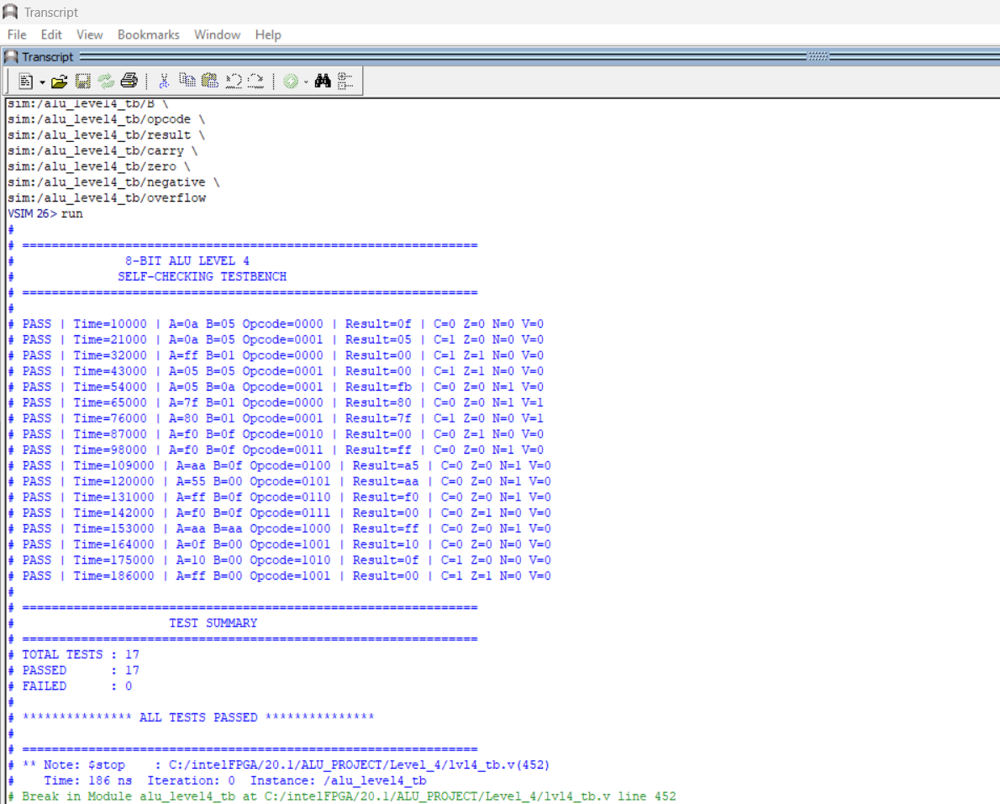 Transcript
File Edit View Bookmarks Window Help
Transcript
sim:/alu_level4_tb/B \
sim:/alu_level4_tb/opcode \
sim:/alu_level4_tb/result \
sim:/alu_level4_tb/carry \
sim:/alu_level4_tb/zero \
sim:/alu_level4_tb/negative \
sim:/alu_level4_tb/overflow
VSIM 26> run
#
# ==============================================================
#               8-BIT ALU LEVEL 4
#              SELF-CHECKING TESTBENCH
# ==============================================================
#
# PASS | Time=10000 | A=0a B=05 Opcode=0000 | Result=0f | C=0 Z=0 N=0 V=0
# PASS | Time=21000 | A=0a B=05 Opcode=0001 | Result=05 | C=1 Z=0 N=0 V=0
# PASS | Time=32000 | A=ff B=01 Opcode=0000 | Result=00 | C=1 Z=1 N=0 V=0
# PASS | Time=43000 | A=05 B=05 Opcode=0001 | Result=00 | C=1 Z=1 N=0 V=0
# PASS | Time=54000 | A=05 B=0a Opcode=0001 | Result=fb | C=0 Z=0 N=1 V=0
# PASS | Time=65000 | A=7f B=01 Opcode=0000 | Result=80 | C=0 Z=0 N=1 V=1
# PASS | Time=76000 | A=80 B=01 Opcode=0001 | Result=7f | C=1 Z=0 N=0 V=1
# PASS | Time=87000 | A=f0 B=0f Opcode=0010 | Result=00 | C=0 Z=1 N=0 V=0
# PASS | Time=98000 | A=f0 B=0f Opcode=0011 | Result=ff | C=0 Z=0 N=1 V=0
# PASS | Time=109000 | A=aa B=0f Opcode=0100 | Result=a5 | C=0 Z=0 N=1 V=0
# PASS | Time=120000 | A=55 B=00 Opcode=0101 | Result=aa | C=0 Z=0 N=1 V=0
# PASS | Time=131000 | A=ff B=0f Opcode=0110 | Result=f0 | C=0 Z=0 N=1 V=0
# PASS | Time=142000 | A=f0 B=0f Opcode=0111 | Result=00 | C=0 Z=1 N=0 V=0
# PASS | Time=153000 | A=aa B=aa Opcode=1000 | Result=ff | C=0 Z=0 N=1 V=0
# PASS | Time=164000 | A=0f B=00 Opcode=1001 | Result=10 | C=0 Z=0 N=0 V=0
# PASS | Time=175000 | A=10 B=00 Opcode=1010 | Result=0f | C=1 Z=0 N=0 V=0
# PASS | Time=186000 | A=ff B=00 Opcode=1001 | Result=00 | C=1 Z=1 N=0 V=0
#
# ==============================================================
#                     TEST SUMMARY
# ==============================================================
# TOTAL TESTS : 17
# PASSED      : 17
# FAILED      : 0
#
# *************** ALL TESTS PASSED ***************
#
# ==============================================================
# ** Note: $stop    : C:/intelFPGA/20.1/ALU_PROJECT/Level_4/lvl4_tb.v(452)
#    Time: 186 ns  Iteration: 0  Instance: /alu_level4_tb
# Break in Module alu_level4_tb at C:/intelFPGA/20.1/ALU_PROJECT/Level_4/lvl4_tb.v line 452